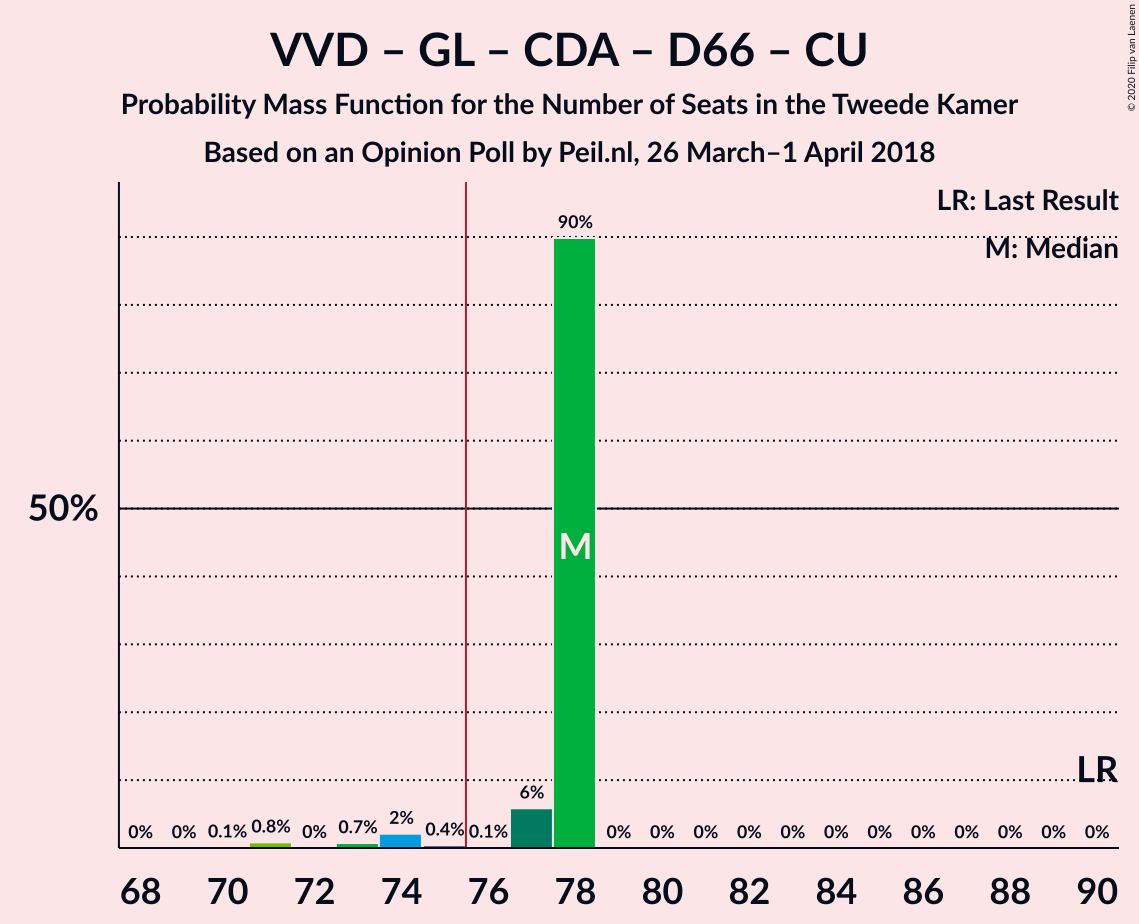 VVD – GL – CDA – D66 – CU
Probability Mass Function for the Number of Seats in the Tweede Kamer
Based on an Opinion Poll by Peil.nl, 26 March–1 April 2018
© 2020 Filip van Laenen
LR: Last Result
M: Median
90%
50%
M
LR
0% 0% 0.1% 0.8% 0% 0.7% 2% 0.4% 0.1% 6% 0% 0% 0% 0% 0% 0% 0% 0% 0% 0% 0% 0%
68 70 72 74 76 78 80 82 84 86 88 90